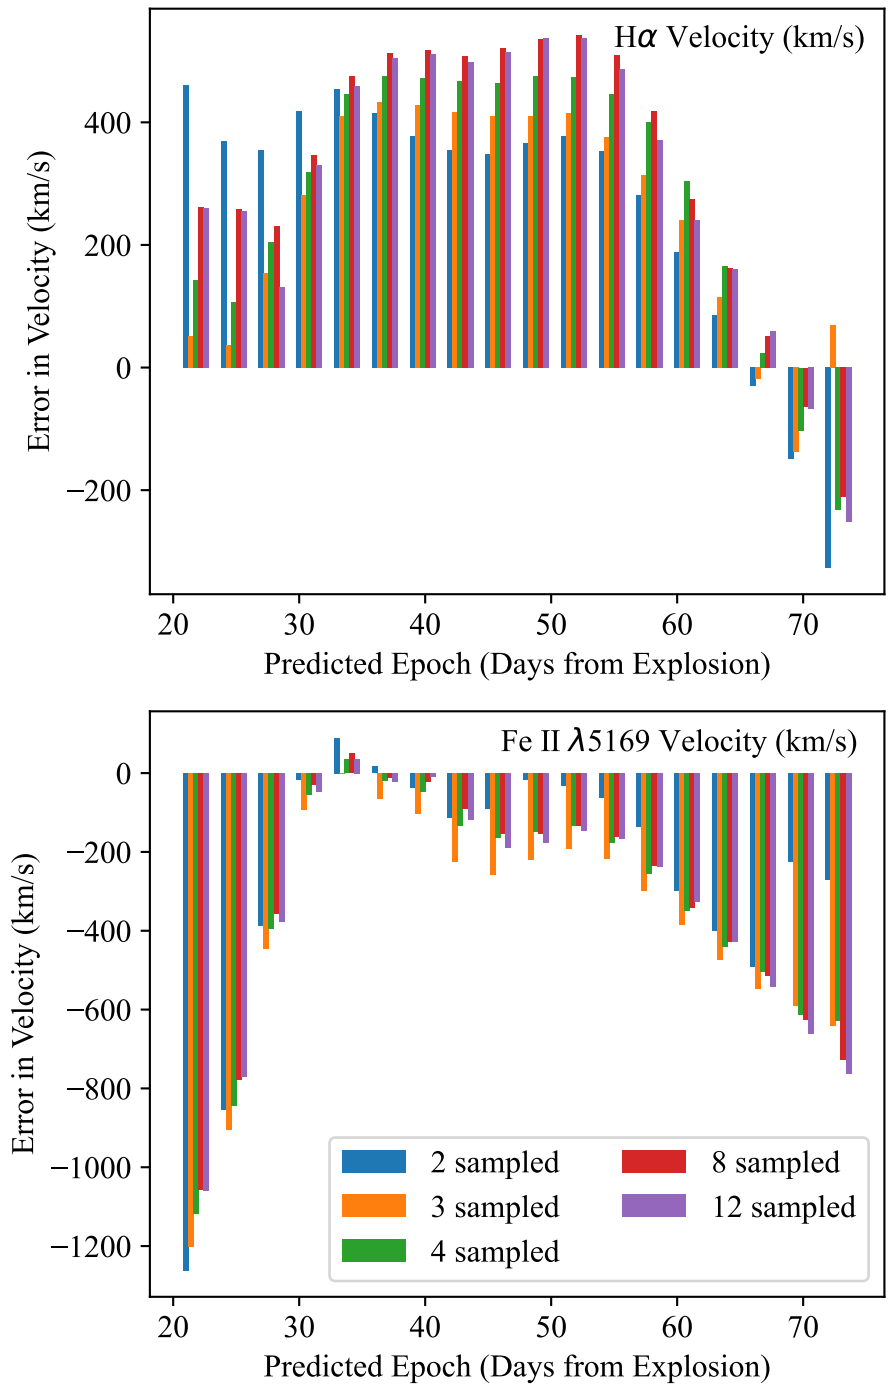 Hα Velocity (km/s)
Error in Velocity (km/s)
400
200
0
−200
20 30 40 50 60 70
Predicted Epoch (Days from Explosion)
Fe II λ5169 Velocity (km/s)
Error in Velocity (km/s)
0
−200
−400
−600
−800
−1000
−1200
2 sampled
3 sampled
4 sampled
8 sampled
12 sampled
20 30 40 50 60 70
Predicted Epoch (Days from Explosion)